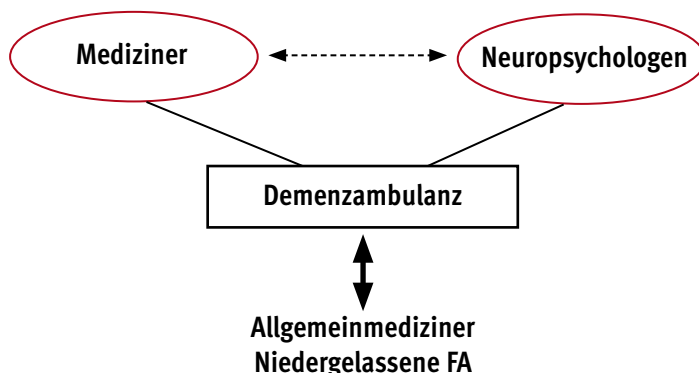 Mediziner
Neuropsychologen
Demenzambulanz
Allgemeinmediziner
Niedergelassene FA